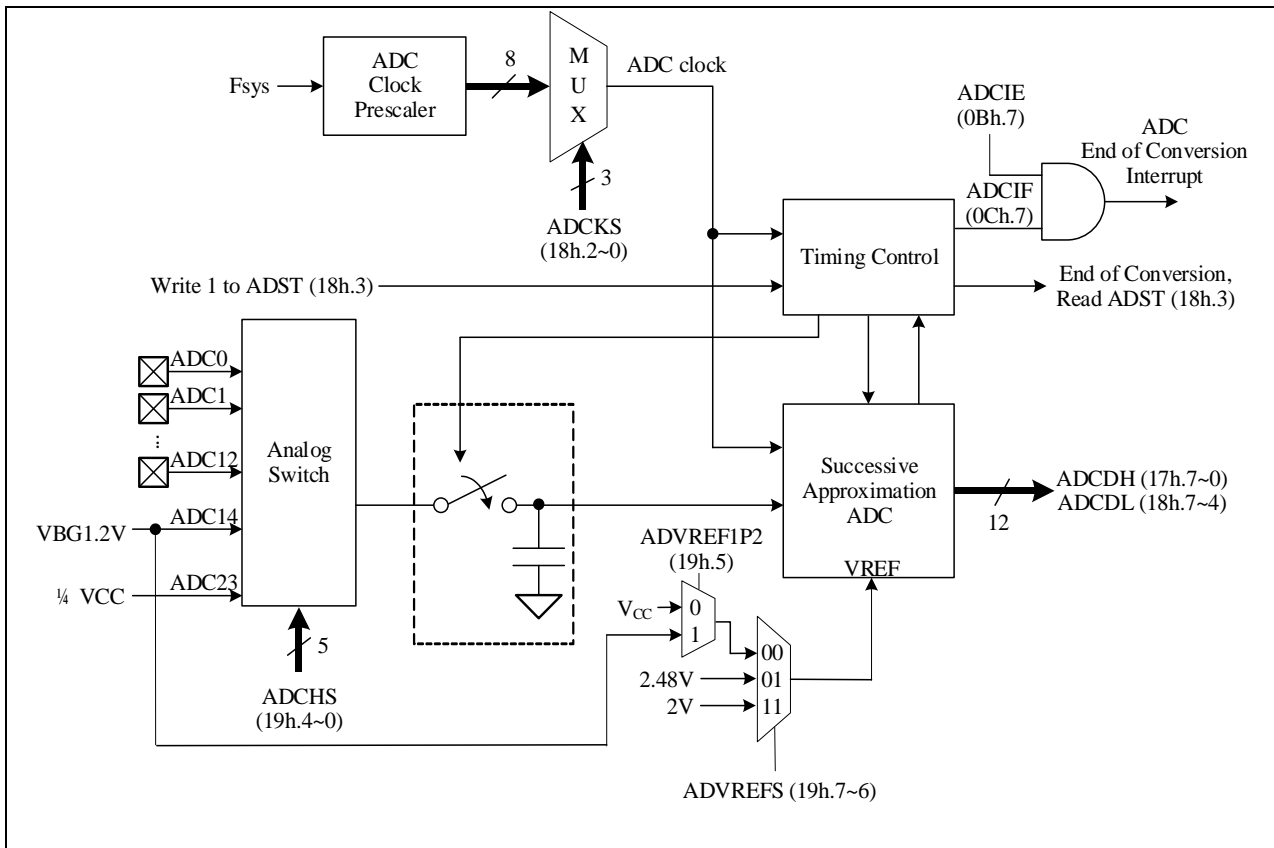 ADC
Clock
Prescaler
Fsys
8
M
U
X
ADC clock
3
ADCKS
(18h.2~0)
ADCIE
(0Bh.7)
ADC
End of Conversion
Interrupt
ADCIF
(0Ch.7)
Timing Control
Write 1 to ADST (18h.3)
End of Conversion,
Read ADST (18h.3)
ADC0
ADC1
...
ADC12
VBG1.2V
ADC14
¼ VCC
ADC23
Analog
Switch
5
ADCHS
(19h.4~0)
Successive
Approximation
ADC
VREF
12
ADCDH (17h.7~0)
ADCDL (18h.7~4)
ADVREF1P2
(19h.5)
VCC
0
1
00
2.48V
01
2V
11
ADVREFS (19h.7~6)